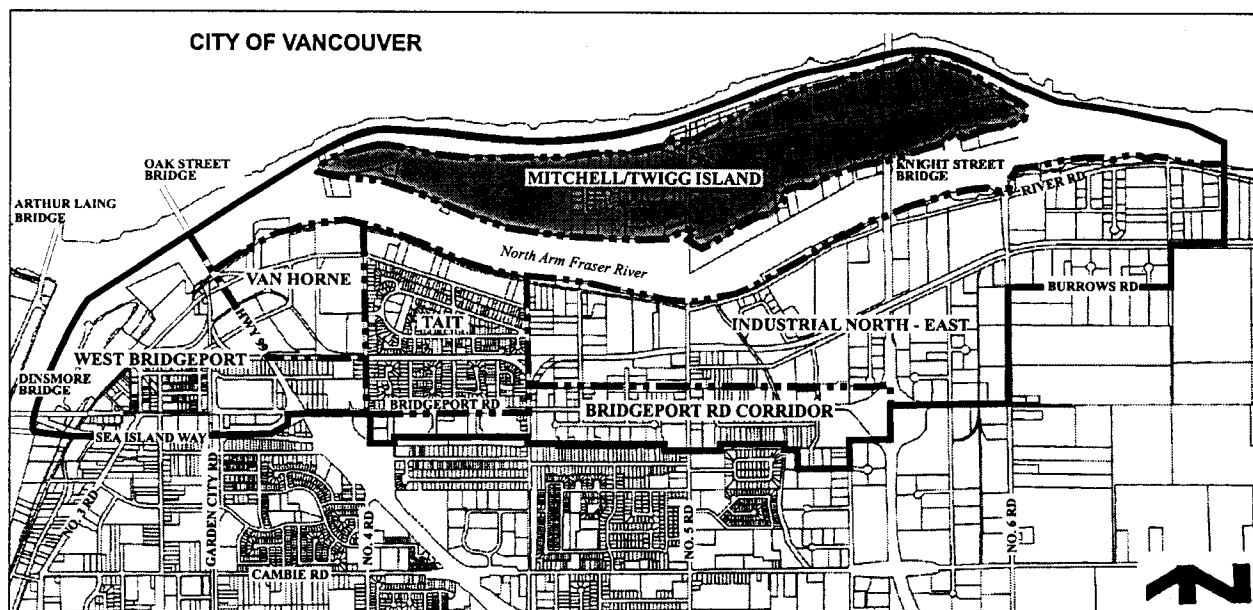 CITY OF VANCOUVER
OAK STREET
BRIDGE
ARTHUR LAING
BRIDGE
MITCHELL/TWIGG ISLAND
KNIGHT STREET
BRIDGE
RIVER RD
North Arm Fraser River
VAN HORNE
HWY 99
TAIT
BURROWS RD
INDUSTRIAL NORTH - EAST
WEST BRIDGEPORT
DINSMORE
BRIDGE
BRIDGEPORT RD
BRIDGEPORT RD CORRIDOR
SEA ISLAND WAY
NO. 3 RD
GARDEN CITY RD
NO. 4 RD
NO. 5 RD
NO. 6 RD
CAMBIE RD
N